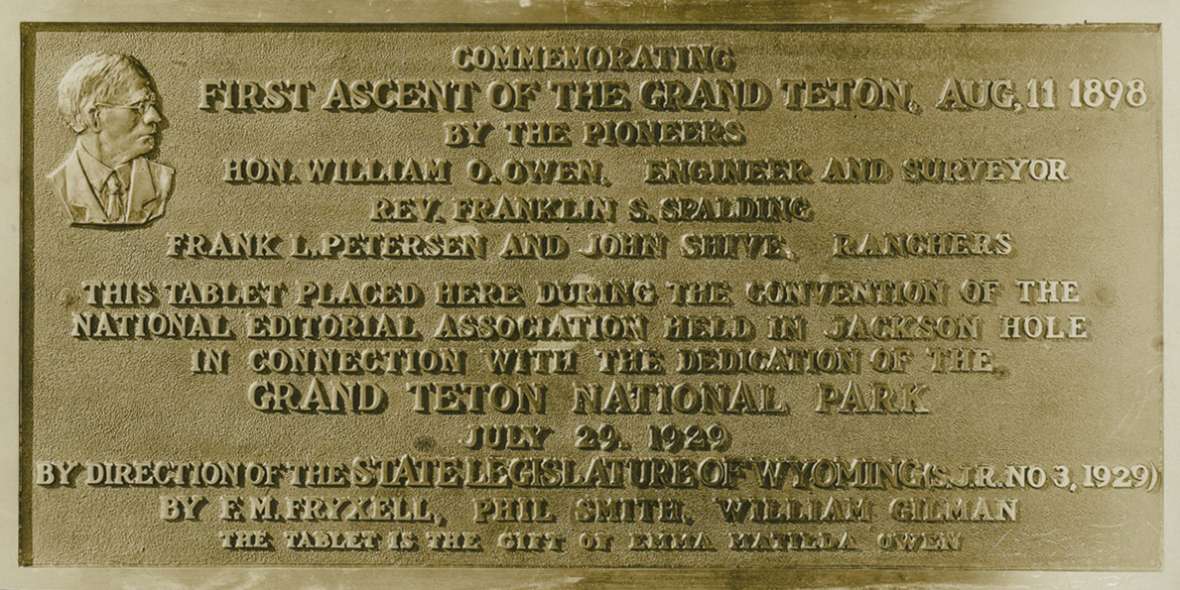 COMMEMORATING
FIRST ASCENT OF THE GRAND TETON, AUG, 11 1898
BY THE PIONEERS
HON. WILLIAM O. OWEN, ENGINEER AND SURVEYOR
REV. FRANKLIN S. SPALDING
FRANK L. PETERSEN AND JOHN SHIVE, RANCHERS
THIS TABLET PLACED HERE DURING THE CONVENTION OF THE
NATIONAL EDITORIAL ASSOCIATION HELD IN JACKSON HOLE
IN CONNECTION WITH THE DEDICATION OF THE
GRAND TETON NATIONAL PARK
JULY 29. 1929
BY DIRECTION OF THE STATE LEGISLATURE OF WYOMING (S.J.R. NO 3, 1929)
BY F. M. FRYXELL, PHIL SMITH, WILLIAM GILMAN
THE TABLET IS THE GIFT OF EMMA MATILLA OWEN